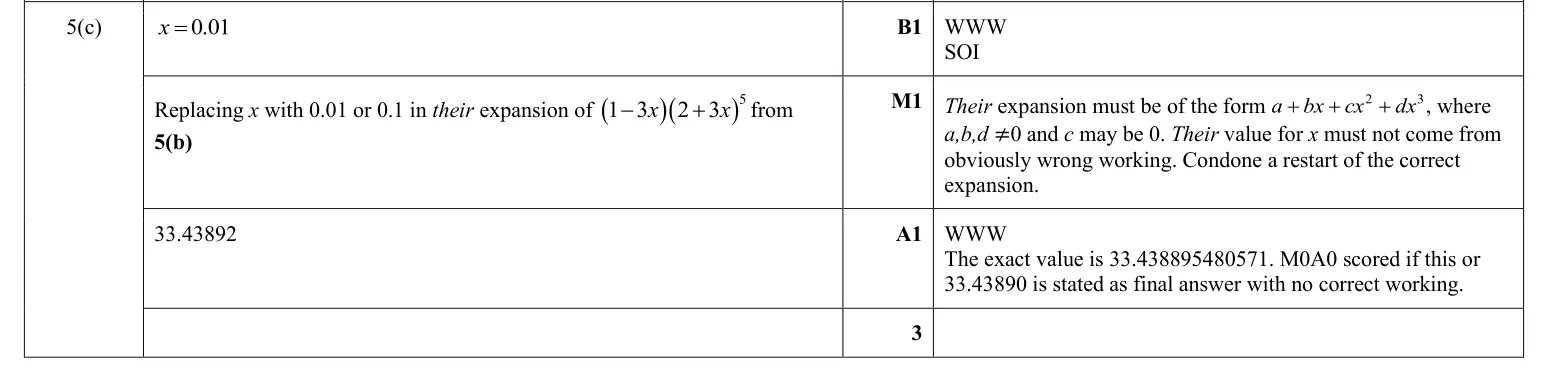 5(c) x = 0.01 B1 WWW
SOI
Replacing x with 0.01 or 0.1 in their expansion of (1−3x)(2+3x)⁵ from
5(b)
M1 Their expansion must be of the form a + bx + cx² + dx³, where
a,b,d ≠0 and c may be 0. Their value for x must not come from
obviously wrong working. Condone a restart of the correct
expansion.
33.43892 A1 WWW
The exact value is 33.438895480571. M0A0 scored if this or
33.43890 is stated as final answer with no correct working.
3